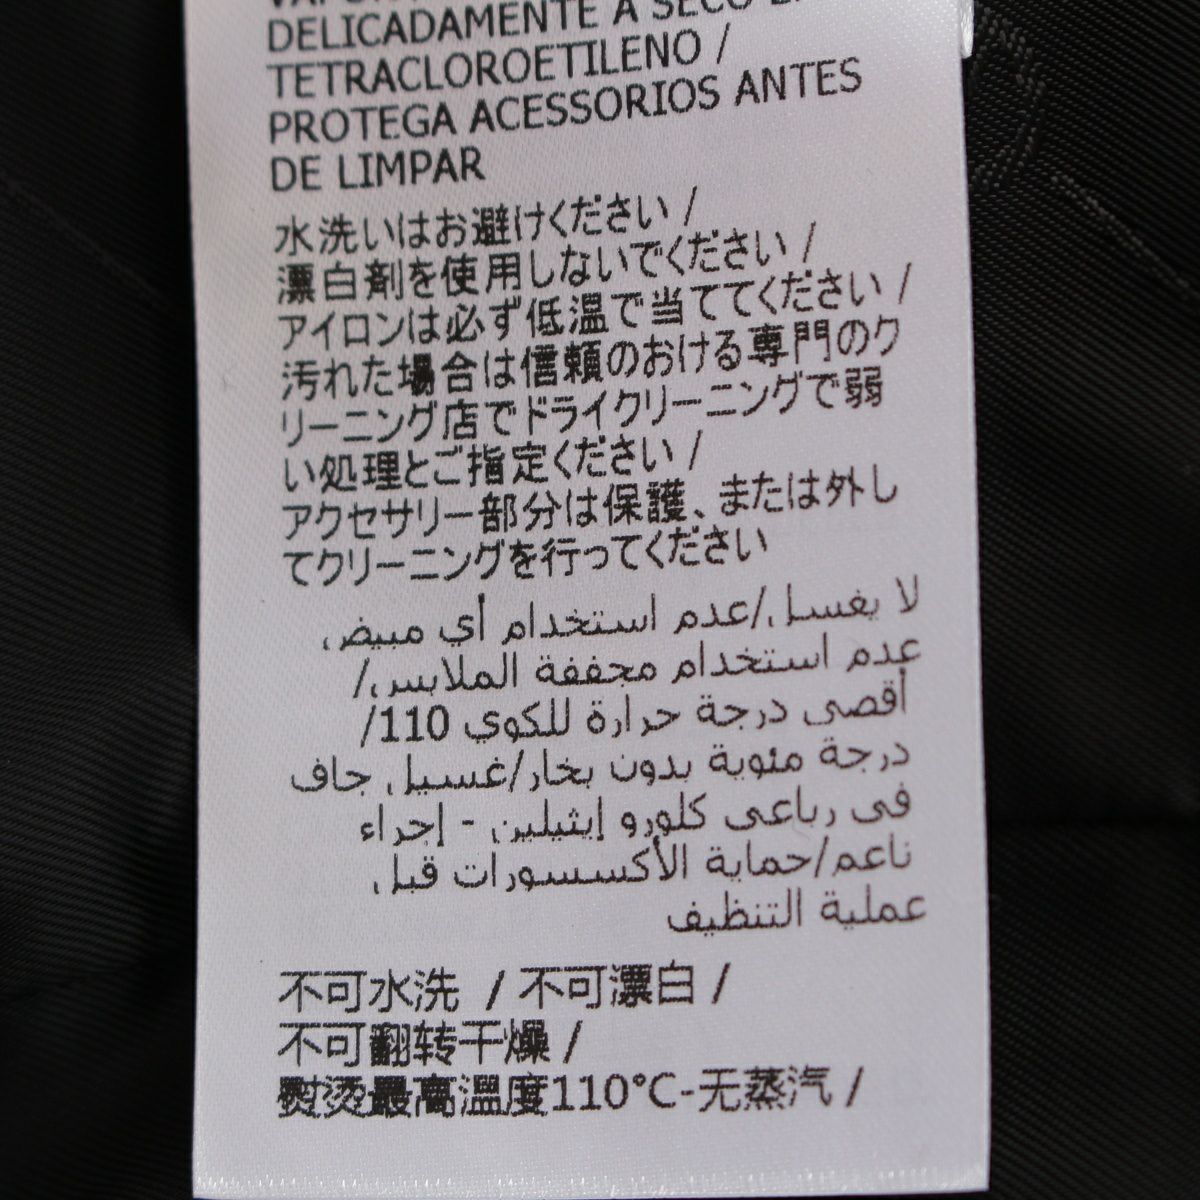 DELICADAMENTE A SECO
TETRACLOROETILENO /
PROTEGA ACESSORIOS ANTES
DE LIMPAR
水洗いはお避けください /
漂白剤を使用しないでください /
アイロンは必ず低温で当ててください /
汚れた場合は信頼のおける専門のク
リーニング店でドライクリーニングで弱
い処理とご指定ください /
アクセサリー部分は保護、または外し
てクリーニングを行ってください
لا يغسل/عدم استخدام أي مبيض
عدم استخدام مجففة الملابس/
أقصى درجة حرارة للكوي 110/
درجة مئوية بدون بخار/غسيل جاف
في رباعي كلورو إيثيلين - إجراء
ناعم/حماية الأكسسورات قبل
عملية التنظيف
不可水洗 / 不可漂白 /
不可翻转干燥 /
熨烫最高温度110°C-无蒸汽 /